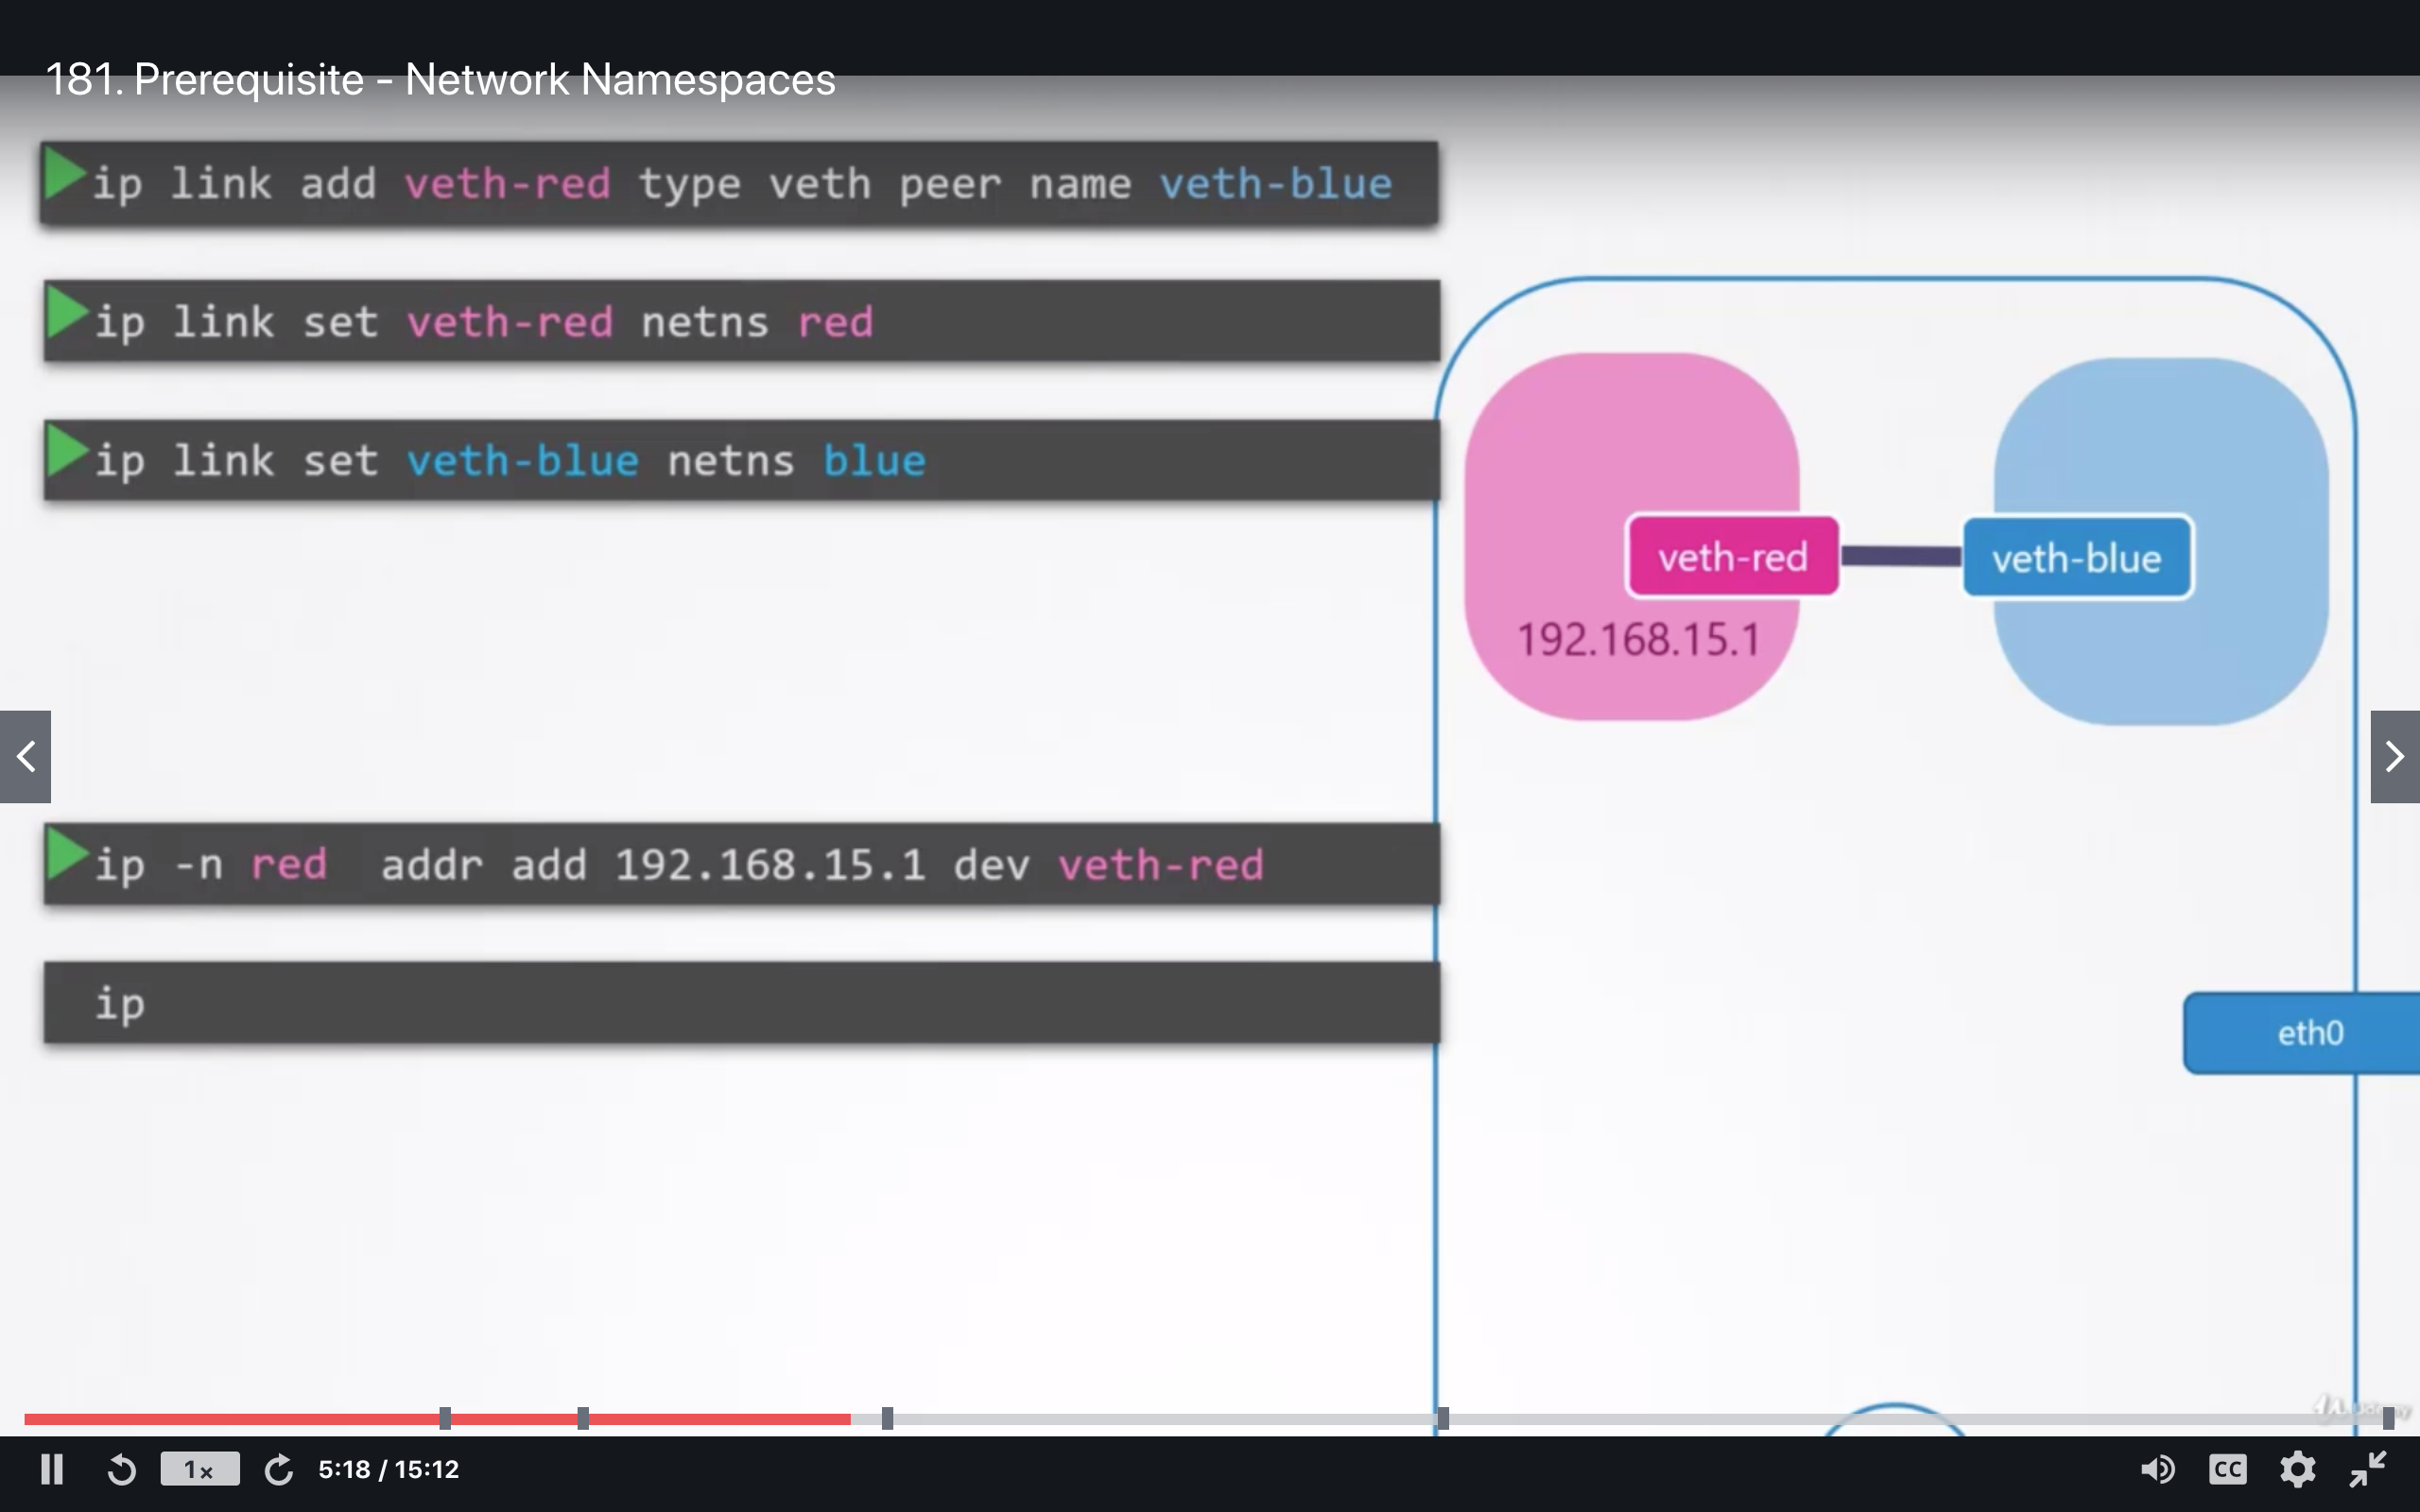 181. Prerequisite - Network Namespaces
ip link add veth-red type veth peer name veth-blue
ip link set veth-red netns red
ip link set veth-blue netns blue
veth-red
veth-blue
192.168.15.1
ip -n red addr add 192.168.15.1 dev veth-red
ip
eth0
1x
5:18 / 15:12
CC